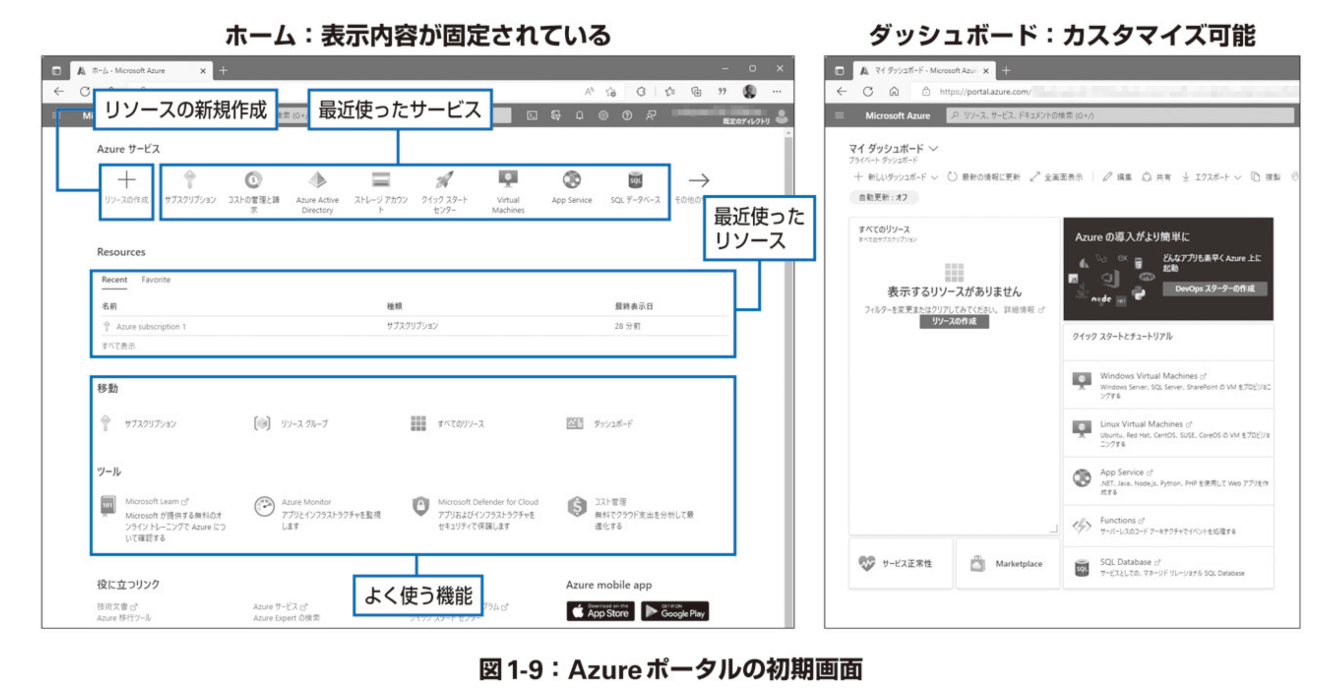 ホーム：表示内容が固定されている
ホーム - Microsoft Azure
リソースの新規作成
最近使ったサービス
検索 (G+/)
既定のディレクトリ
Azure サービス
リソースの作成
サブスクリプション
コストの管理と請求
Azure Active Directory
ストレージ アカウント
クイック スタート センター
Virtual Machines
App Service
SQL データベース
その他の
最近使った
リソース
Resources
Recent Favorite
名前 種類 最終表示日
Azure subscription 1 サブスクリプション 28 分前
すべて表示
移動
サブスクリプション
リソース グループ
すべてのリソース
ダッシュボード
ツール
Microsoft Learn
Microsoft が提供する無料のオ
ンライン トレーニングで Azure につ
いて確認する
Azure Monitor
アプリとインフラストラクチャを監視
します
Microsoft Defender for Cloud
アプリおよびインフラストラクチャを
セキュリティで保護します
コスト管理
無料でクラウド支出を分析して最
適化する
よく使う機能
役に立つリンク
技術文書
Azure 移行ツール
Azure サービス
Azure Expert の検索
クイック スタート センター
Azure mobile app
Download on the
App Store
GET IT ON
Google Play
ダッシュボード：カスタマイズ可能
マイ ダッシュボード - Microsoft Azu
https://portal.azure.com/
Microsoft Azure
リソース、サービス、ドキュメントの検索 (G+/)
マイ ダッシュボード
プライベート ダッシュボード
新しいダッシュボード 最新の情報に更新 全画面表示 編集 共有 エクスポート 複製
自動更新 : オフ
すべてのリソース
すべてのサブスクリプション
表示するリソースがありません
フィルターを変更またはクリアしてみてください。 詳細情報
リソースの作成
Azure の導入がより簡単に
どんなアプリも素早く Azure 上に
起動
DevOps スターターの作成
node
クイック スタートとチュートリアル
Windows Virtual Machines
Windows Server, SQL Server, SharePoint の VM をプロビジョニ
ングする
Linux Virtual Machines
Ubuntu, Red Hat, CentOS, SUSE, CoreOS の VM をプロビジョ
ニングする
App Service
.NET、Java、Node.js、Python、PHP を使用して Web アプリを作
成する
Functions
サーバーレスのコード アーキテクチャでイベントを処理する
SQL Database
サービスとしての、マネージド リレーショナル SQL Database
サービス正常性
Marketplace
図1-9：Azureポータルの初期画面